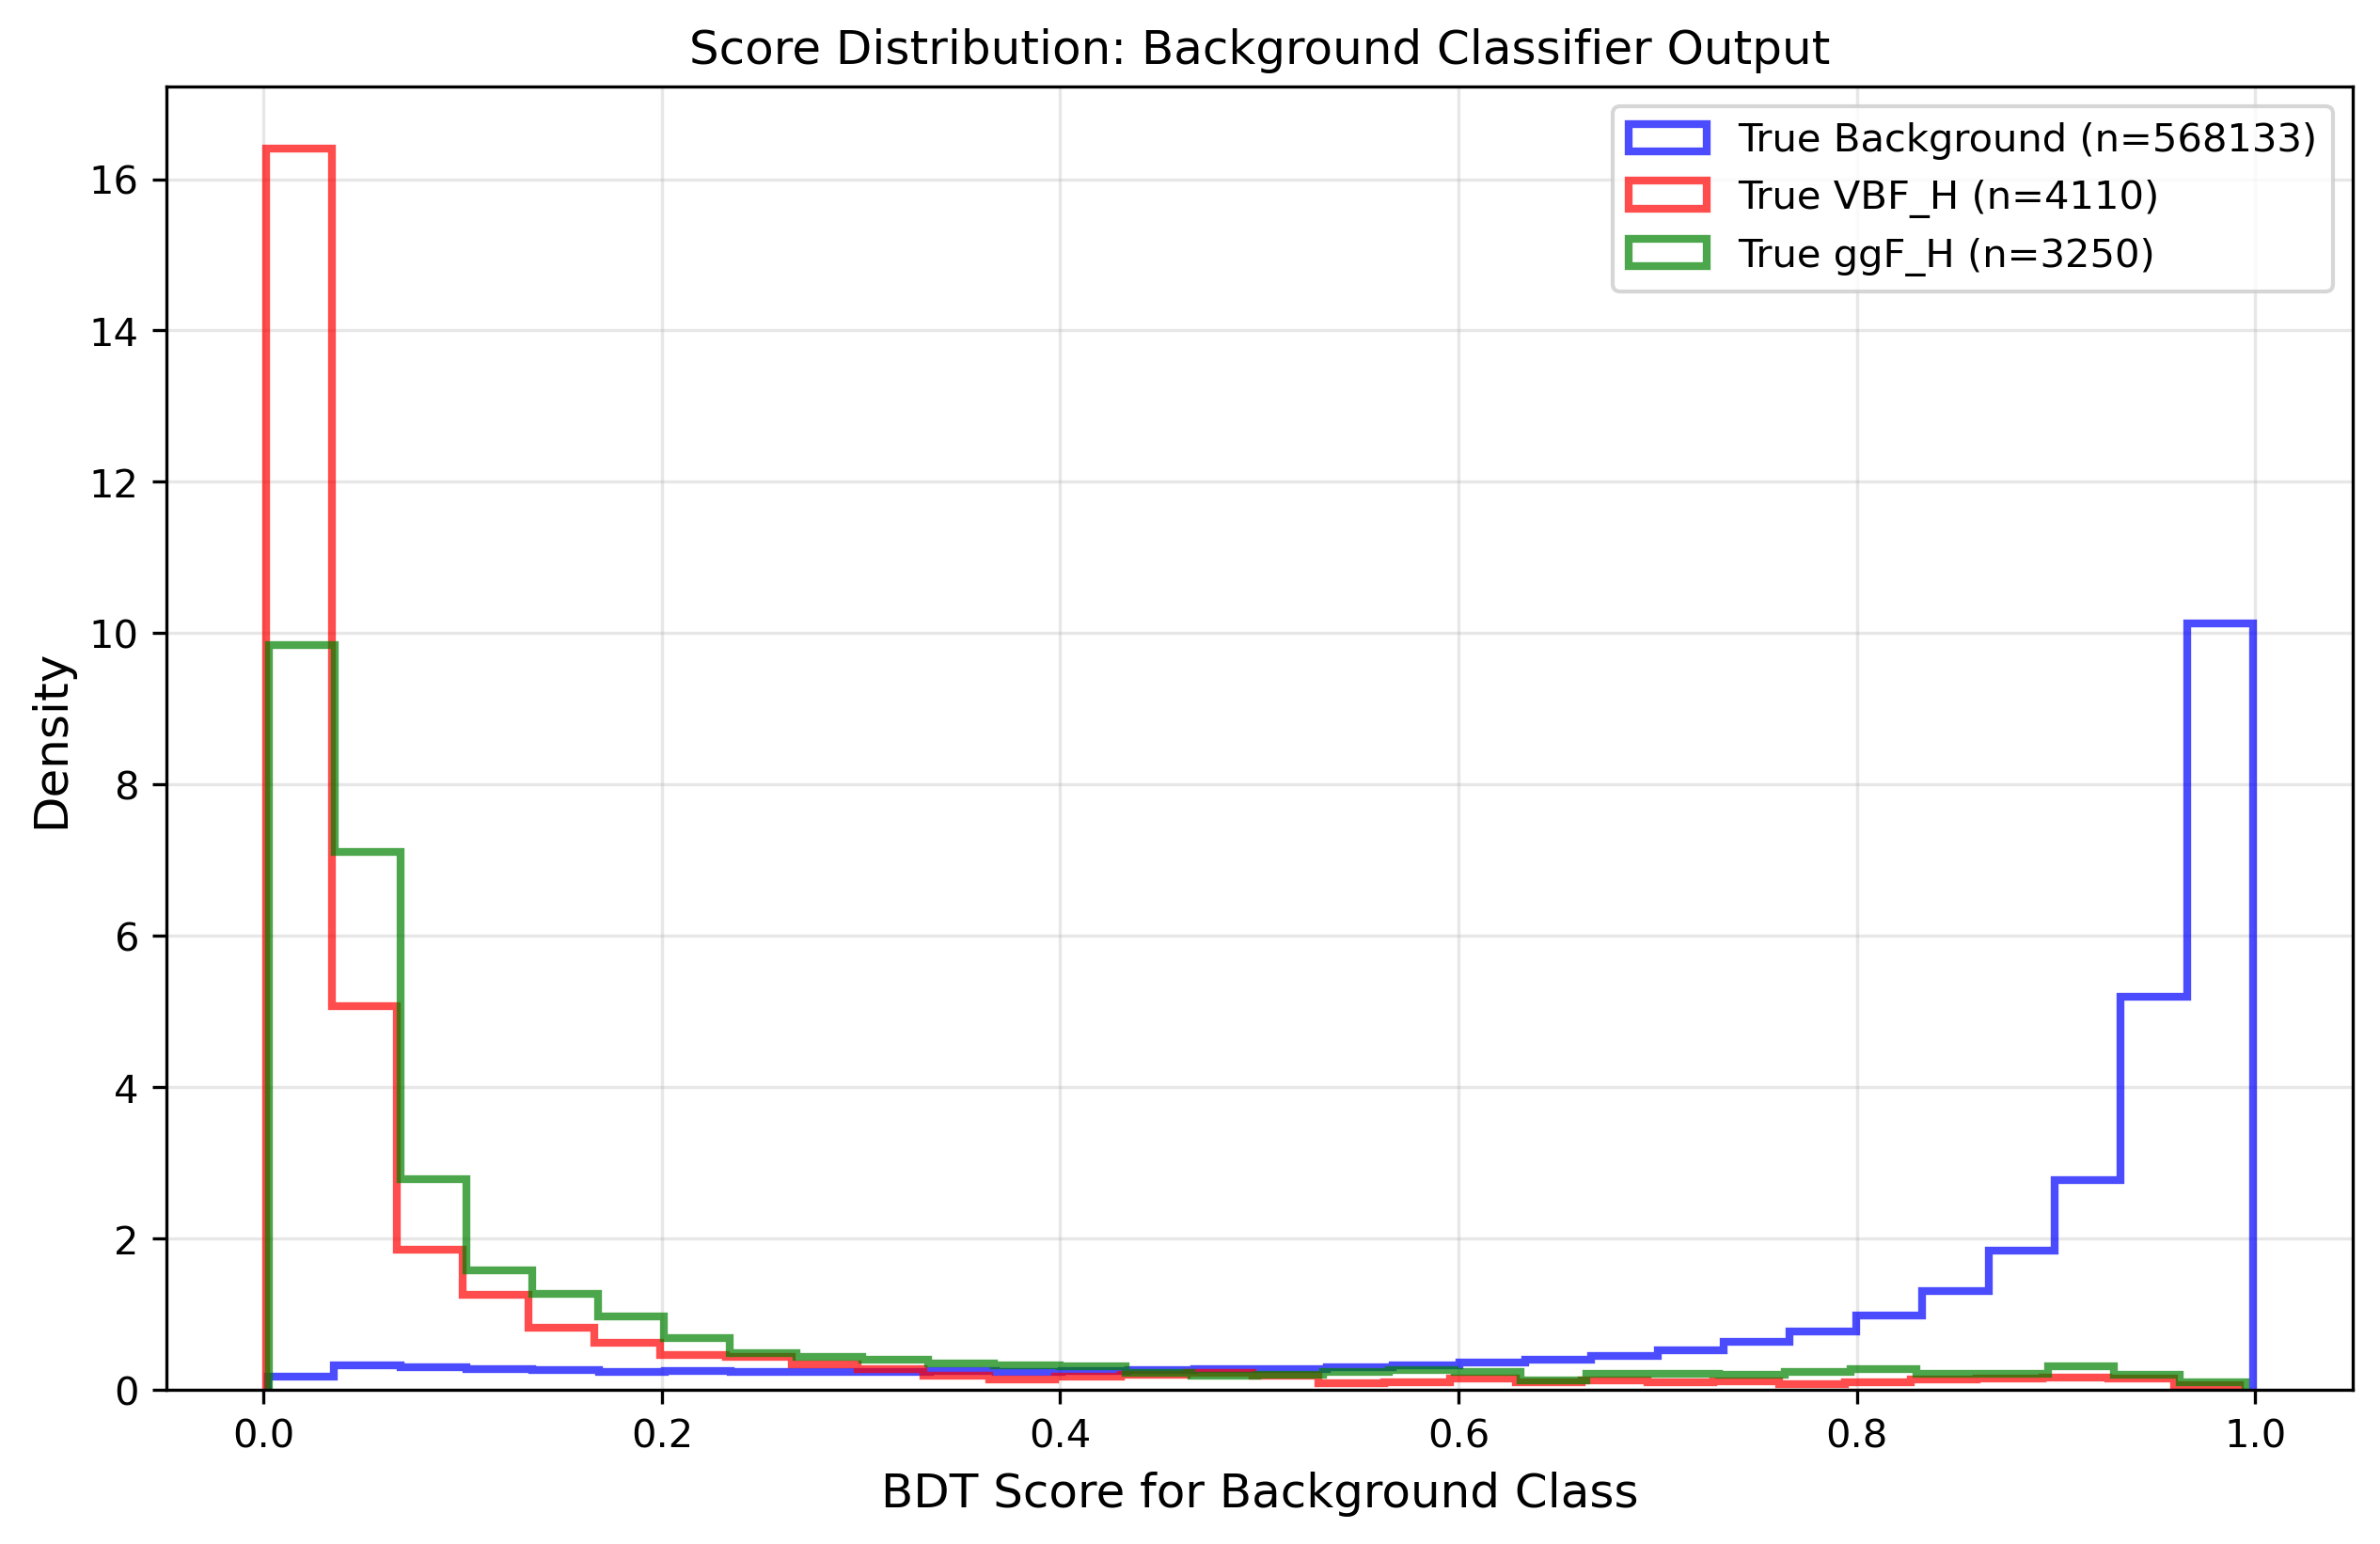 Score Distribution: Background Classifier Output
True Background (n=568133)
True VBF_H (n=4110)
True ggF_H (n=3250)
Density
16
14
12
10
8
6
4
2
0
0.0 0.2 0.4 0.6 0.8 1.0
BDT Score for Background Class